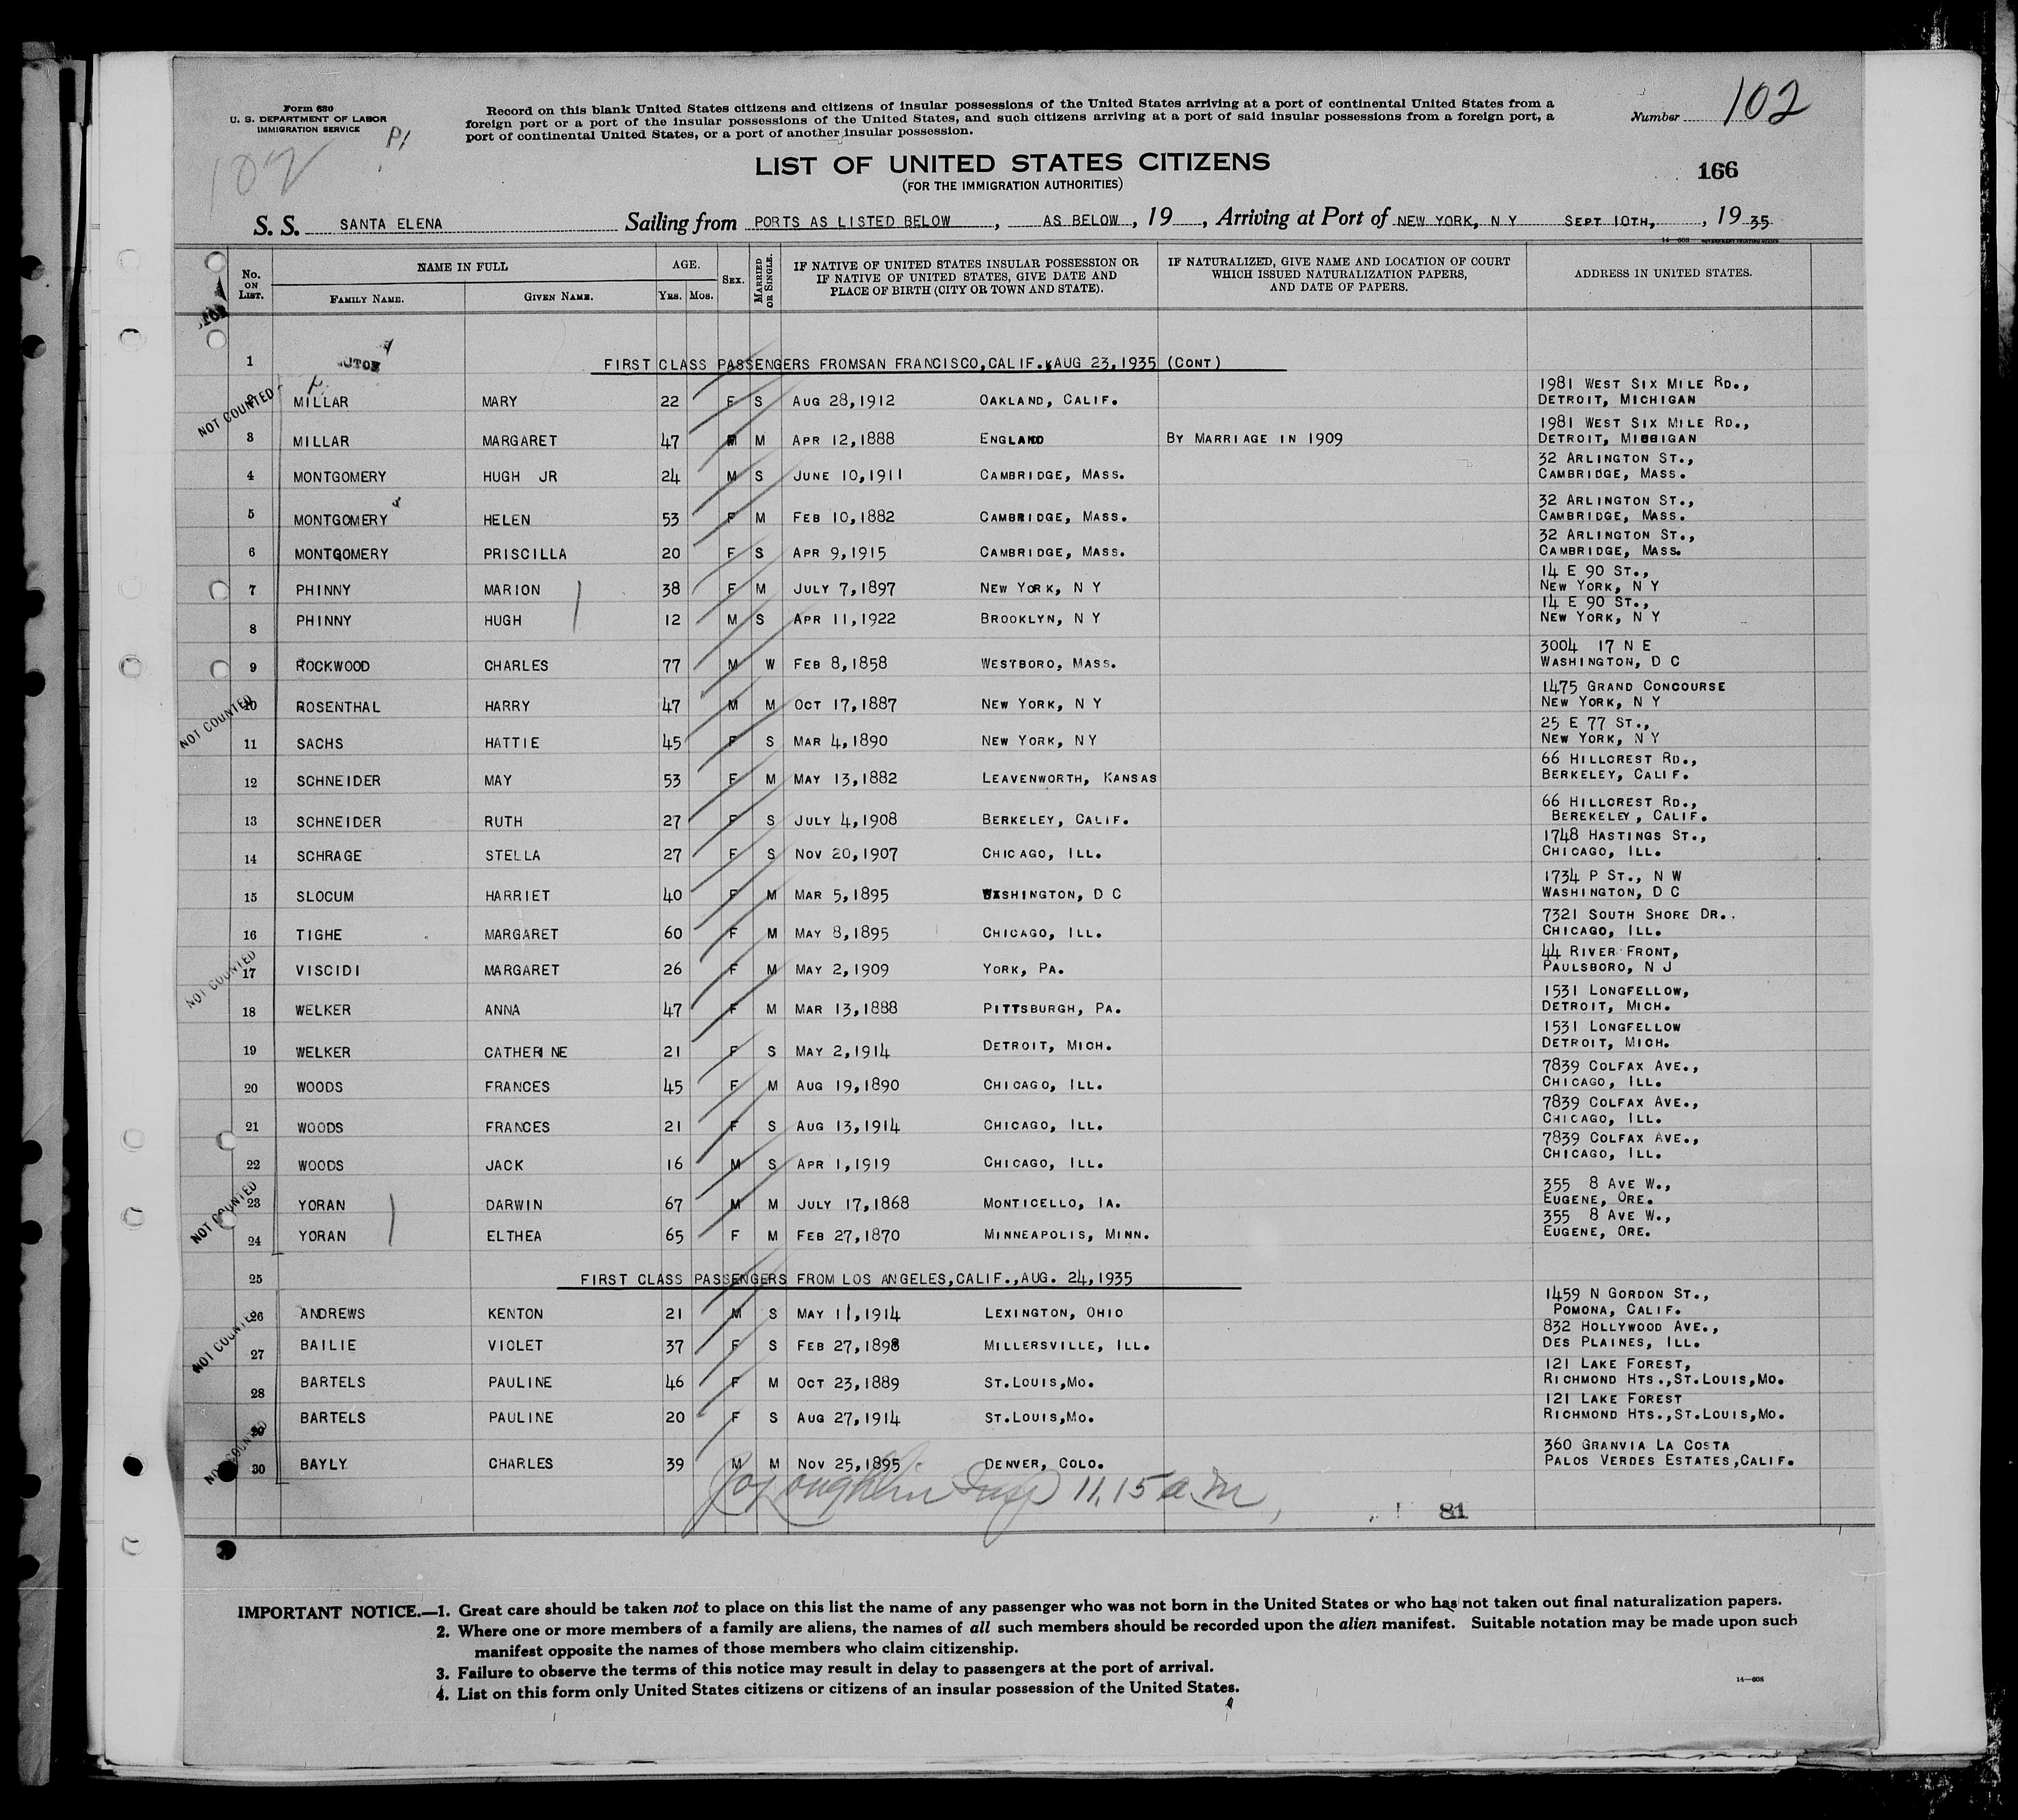 Form 630
U. S. DEPARTMENT OF LABOR
IMMIGRATION SERVICE
P1
102
Record on this blank United States citizens and citizens of insular possessions of the United States arriving at a port of continental United States from a
foreign port or a port of the insular possessions of the United States, and such citizens arriving at a port of said insular possessions from a foreign port, a
port of continental United States, or a port of another insular possession.
Number 102
LIST OF UNITED STATES CITIZENS
(FOR THE IMMIGRATION AUTHORITIES)
166
S. S. SANTA ELENA Sailing from PORTS AS LISTED BELOW, AS BELOW, 19 , Arriving at Port of NEW YORK, N Y SEPT 10TH, , 19 35
No. ON LIST. NAME IN FULL FAMILY NAME. GIVEN NAME. AGE. YRS. MOS. SEX. MARRIED OR SINGLE. IF NATIVE OF UNITED STATES INSULAR POSSESSION OR IF NATIVE OF UNITED STATES, GIVE DATE AND PLACE OF BIRTH (CITY OR TOWN AND STATE). IF NATURALIZED, GIVE NAME AND LOCATION OF COURT WHICH ISSUED NATURALIZATION PAPERS, AND DATE OF PAPERS. ADDRESS IN UNITED STATES.
1 FIRST CLASS PASSENGERS FROMSAN FRANCISCO,CALIF. AUG 23,1935 (CONT)
NOT COUNTED
2 MILLAR MARY 22 F S AUG 28,1912 OAKLAND, CALIF. 1981 WEST SIX MILE RD., DETROIT, MICHIGAN
3 MILLAR MARGARET 47 M APR 12,1888 ENGLAND BY MARRIAGE IN 1909 1981 WEST SIX MILE RD., DETROIT, MICHIGAN
4 MONTGOMERY HUGH JR 24 M S JUNE 10,1911 CAMBRIDGE, MASS. 32 ARLINGTON ST., CAMBRIDGE, MASS.
5 MONTGOMERY HELEN 53 F M FEB 10,1882 CAMBRIDGE, MASS. 32 ARLINGTON ST., CAMBRIDGE, MASS.
6 MONTGOMERY PRISCILLA 20 F S APR 9,1915 CAMBRIDGE, MASS. 32 ARLINGTON ST., CAMBRIDGE, MASS.
7 PHINNY MARION 38 F M JULY 7,1897 NEW YORK, N Y 14 E 90 ST., NEW YORK, N Y
8 PHINNY HUGH 12 M S APR 11,1922 BROOKLYN, N Y 14 E 90 ST., NEW YORK, N Y
9 ROCKWOOD CHARLES 77 M W FEB 8,1858 WESTBORO, MASS. 3004 17 N E WASHINGTON, D C
NOT COUNTED
10 ROSENTHAL HARRY 47 M M OCT 17,1887 NEW YORK, N Y 1475 GRAND CONCOURSE NEW YORK, N Y
11 SACHS HATTIE 45 F S MAR 4,1890 NEW YORK, NY 25 E 77 ST., NEW YORK, N Y
12 SCHNEIDER MAY 53 F M MAY 13,1882 LEAVENWORTH, KANSAS 66 HILLCREST RD., BERKELEY, CALIF.
13 SCHNEIDER RUTH 27 F S JULY 4,1908 BERKELEY, CALIF. 66 HILLCREST RD., BEREKELEY, CALIF.
14 SCHRAGE STELLA 27 F S NOV 20,1907 CHICAGO, ILL. 1748 HASTINGS ST., CHICAGO, ILL.
15 SLOCUM HARRIET 40 F M MAR 5,1895 WASHINGTON, D C 1734 P ST., N W WASHINGTON, D C
16 TIGHE MARGARET 60 F M MAY 8,1895 CHICAGO, ILL. 7321 SOUTH SHORE DR., CHICAGO, ILL.
NOT COUNTED
17 VISCIDI MARGARET 26 F M MAY 2,1909 YORK, PA. 44 RIVER FRONT, PAULSBORO, N J
18 WELKER ANNA 47 F M MAR 13,1888 PITTSBURGH, PA. 1531 LONGFELLOW, DETROIT, MICH.
19 WELKER CATHERINE 21 F S MAY 2,1914 DETROIT, MICH. 1531 LONGFELLOW DETROIT, MICH.
20 WOODS FRANCES 45 F M AUG 19,1890 CHICAGO, ILL. 7839 COLFAX AVE., CHICAGO, ILL.
21 WOODS FRANCES 21 F S AUG 13,1914 CHICAGO, ILL. 7839 COLFAX AVE., CHICAGO, ILL.
22 WOODS JACK 16 M S APR 1,1919 CHICAGO, ILL. 7839 COLFAX AVE., CHICAGO, ILL.
NOT COUNTED
23 YORAN DARWIN 67 M M JULY 17,1868 MONTICELLO, IA. 355 8 AVE W., EUGENE, ORE.
24 YORAN ELTHEA 65 F M FEB 27,1870 MINNEAPOLIS, MINN. 355 8 AVE W., EUGENE, ORE.
25 FIRST CLASS PASSENGERS FROM LOS ANGELES,CALIF.,AUG. 24,1935
NOT COUNTED
26 ANDREWS KENTON 21 M S MAY 11,1914 LEXINGTON, OHIO 1459 N GORDON ST., POMONA, CALIF.
27 BAILIE VIOLET 37 F S FEB 27,1898 MILLERSVILLE, ILL. 832 HOLLYWOOD AVE., DES PLAINES, ILL.
28 BARTELS PAULINE 46 F M OCT 23,1889 ST.LOUIS,MO. 121 LAKE FOREST, RICHMOND HTS.,ST.LOUIS,MO.
29 BARTELS PAULINE 20 F S AUG 27,1914 ST.LOUIS,MO. 121 LAKE FOREST RICHMOND HTS.,ST.LOUIS,MO.
NOT COUNTED
30 BAYLY CHARLES 39 M M NOV 25,1895 DENVER, COLO. 360 GRANVIA LA COSTA PALOS VERDES ESTATES,CALIF.
11.15 a.m.
81
IMPORTANT NOTICE.—1. Great care should be taken not to place on this list the name of any passenger who was not born in the United States or who has not taken out final naturalization papers.
2. Where one or more members of a family are aliens, the names of all such members should be recorded upon the alien manifest. Suitable notation may be made upon such
manifest opposite the names of those members who claim citizenship.
3. Failure to observe the terms of this notice may result in delay to passengers at the port of arrival.
4. List on this form only United States citizens or citizens of an insular possession of the United States.